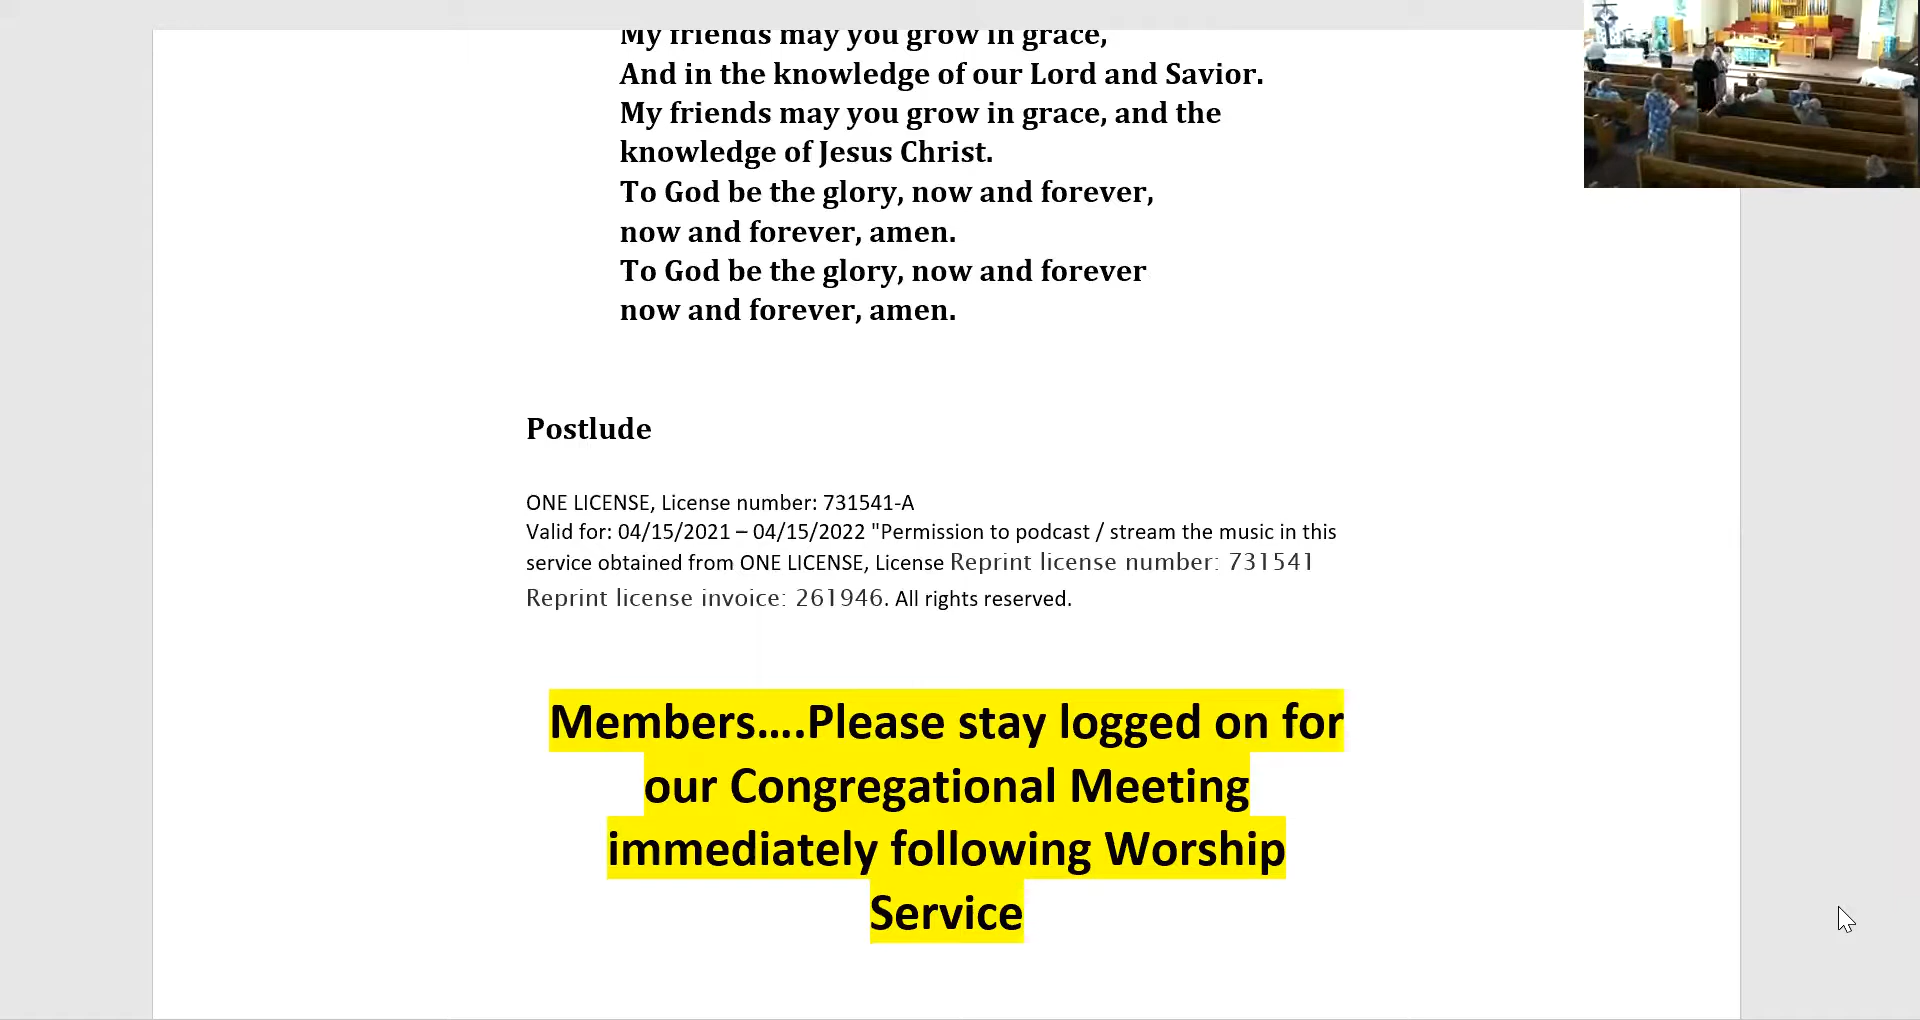 My friends may you grow in grace,
And in the knowledge of our Lord and Savior.
My friends may you grow in grace, and the
knowledge of Jesus Christ.
To God be the glory, now and forever,
now and forever, amen.
To God be the glory, now and forever
now and forever, amen.
Postlude
ONE LICENSE, License number: 731541-A
Valid for: 04/15/2021 – 04/15/2022 "Permission to podcast / stream the music in this
service obtained from ONE LICENSE, License Reprint license number: 731541
Reprint license invoice: 261946. All rights reserved.
Members....Please stay logged on for
our Congregational Meeting
immediately following Worship
Service